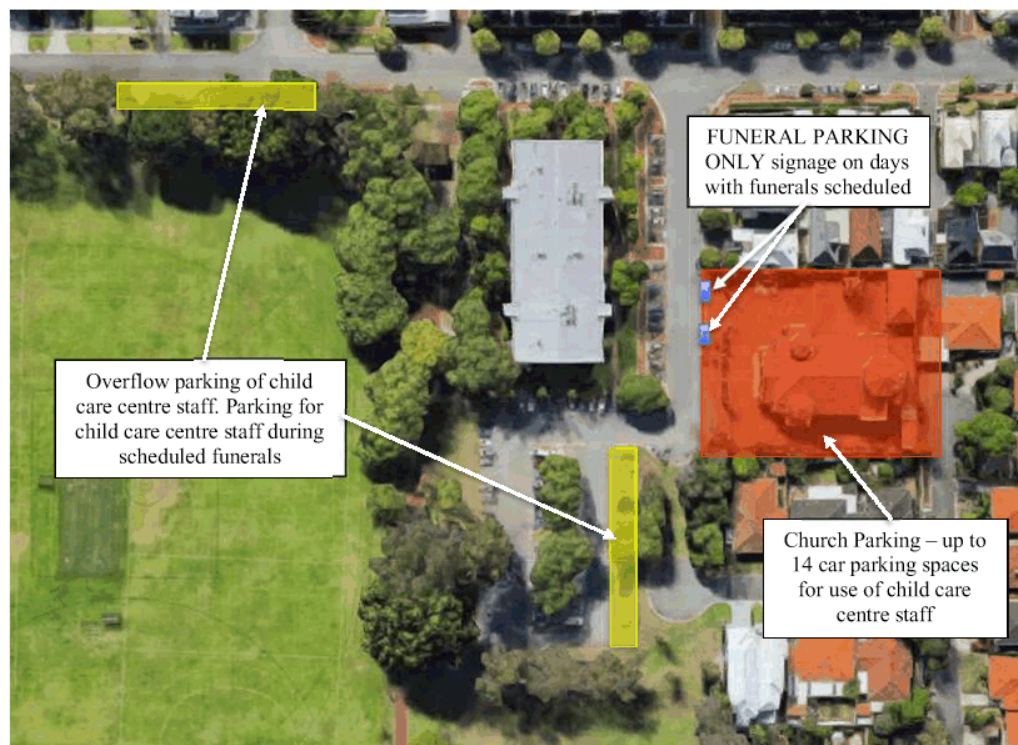 FUNERAL PARKING
ONLY signage on days
with funerals scheduled
Overflow parking of child
care centre staff. Parking for
child care centre staff during
scheduled funerals
Church Parking – up to
14 car parking spaces
for use of child care
centre staff